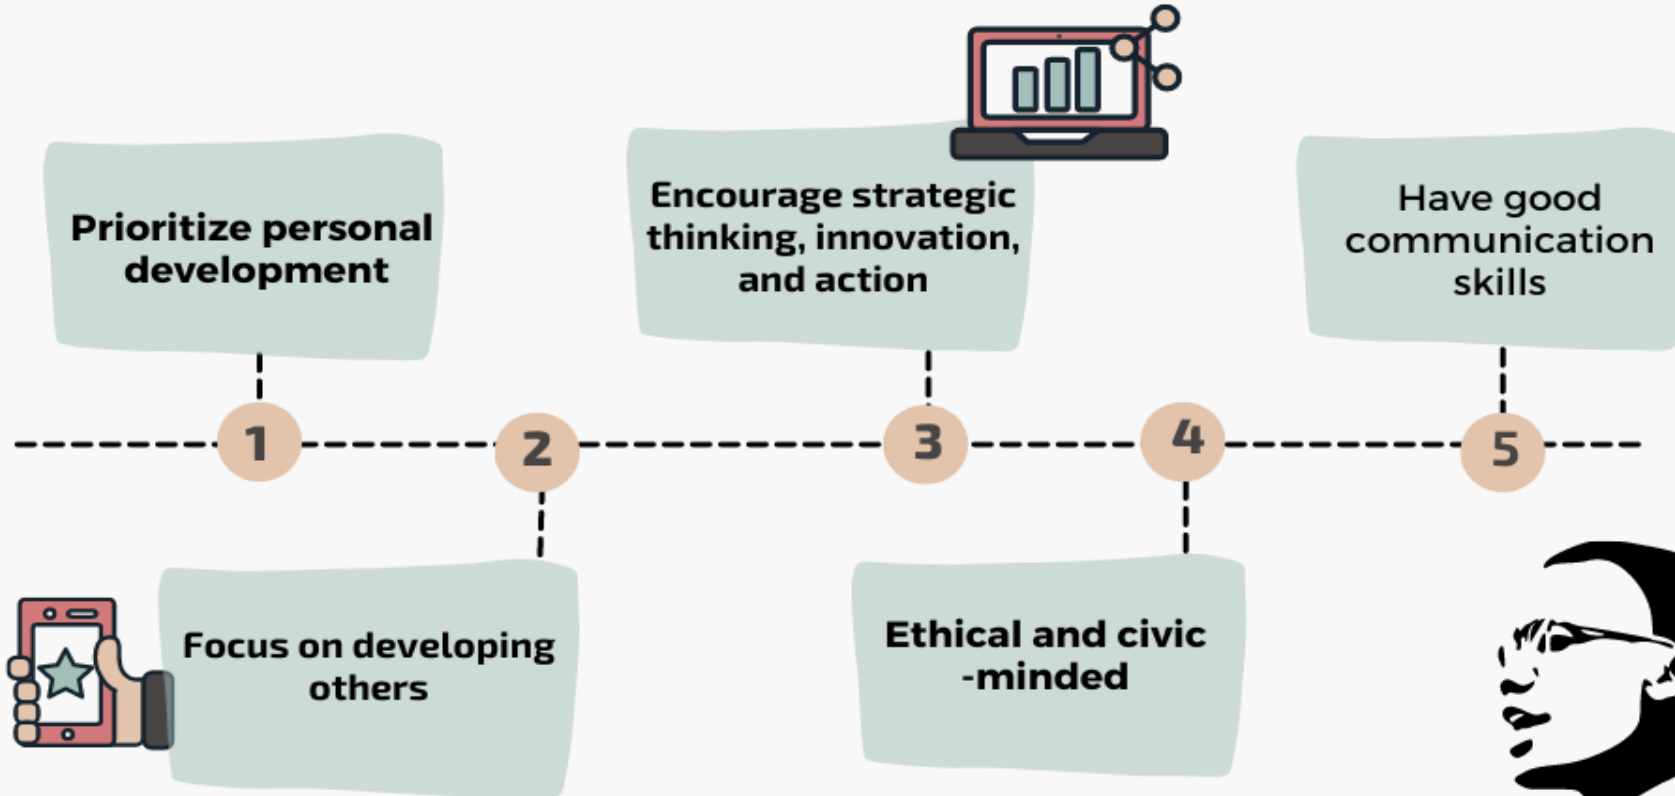 Prioritize personal
development
1
Focus on developing
others
2
Encourage strategic
thinking, innovation,
and action
3
Ethical and civic
-minded
4
Have good
communication
skills
5